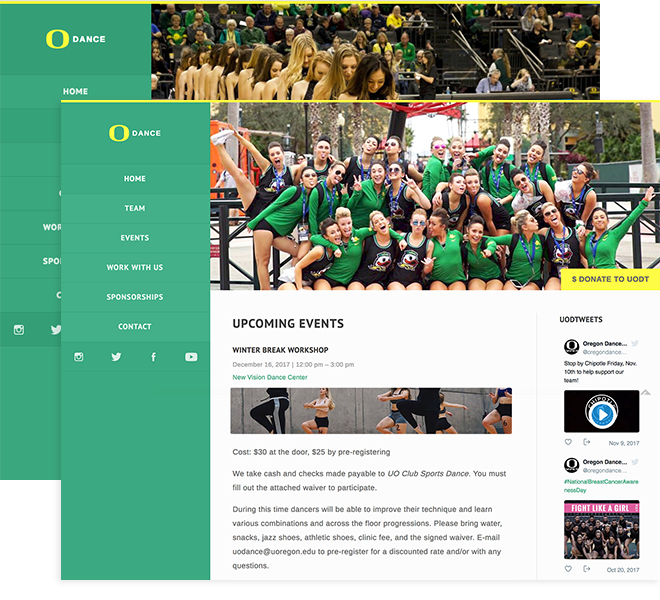 O DANCE
HOME
WOR
SPO
C
O DANCE
HOME
TEAM
EVENTS
WORK WITH US
SPONSORSHIPS
CONTACT
$ DONATE TO UODT
UPCOMING EVENTS
WINTER BREAK WORKSHOP
December 16, 2017 | 12:00 pm – 3:00 pm
New Vision Dance Center
Cost: $30 at the door, $25 by pre-registering
We take cash and checks made payable to UO Club Sports Dance. You must
fill out the attached waiver to participate.
During this time dancers will be able to improve their technique and learn
various combinations and across the floor progressions. Please bring water,
snacks, jazz shoes, athletic shoes, clinic fee, and the signed waiver. E-mail
uodance@uoregon.edu to pre-register for a discounted rate and/or with any
questions.
UODTWEETS
Oregon Dance...
@oregondance...
Stop by Chipotle Friday, Nov.
10th to help support our
team!
CHIPOTLE
Nov 9, 2017
Oregon Dance...
@oregondance...
#NationalBreastCancerAware
nessDay
FIGHT LIKE A GIRL
Oct 20, 2017